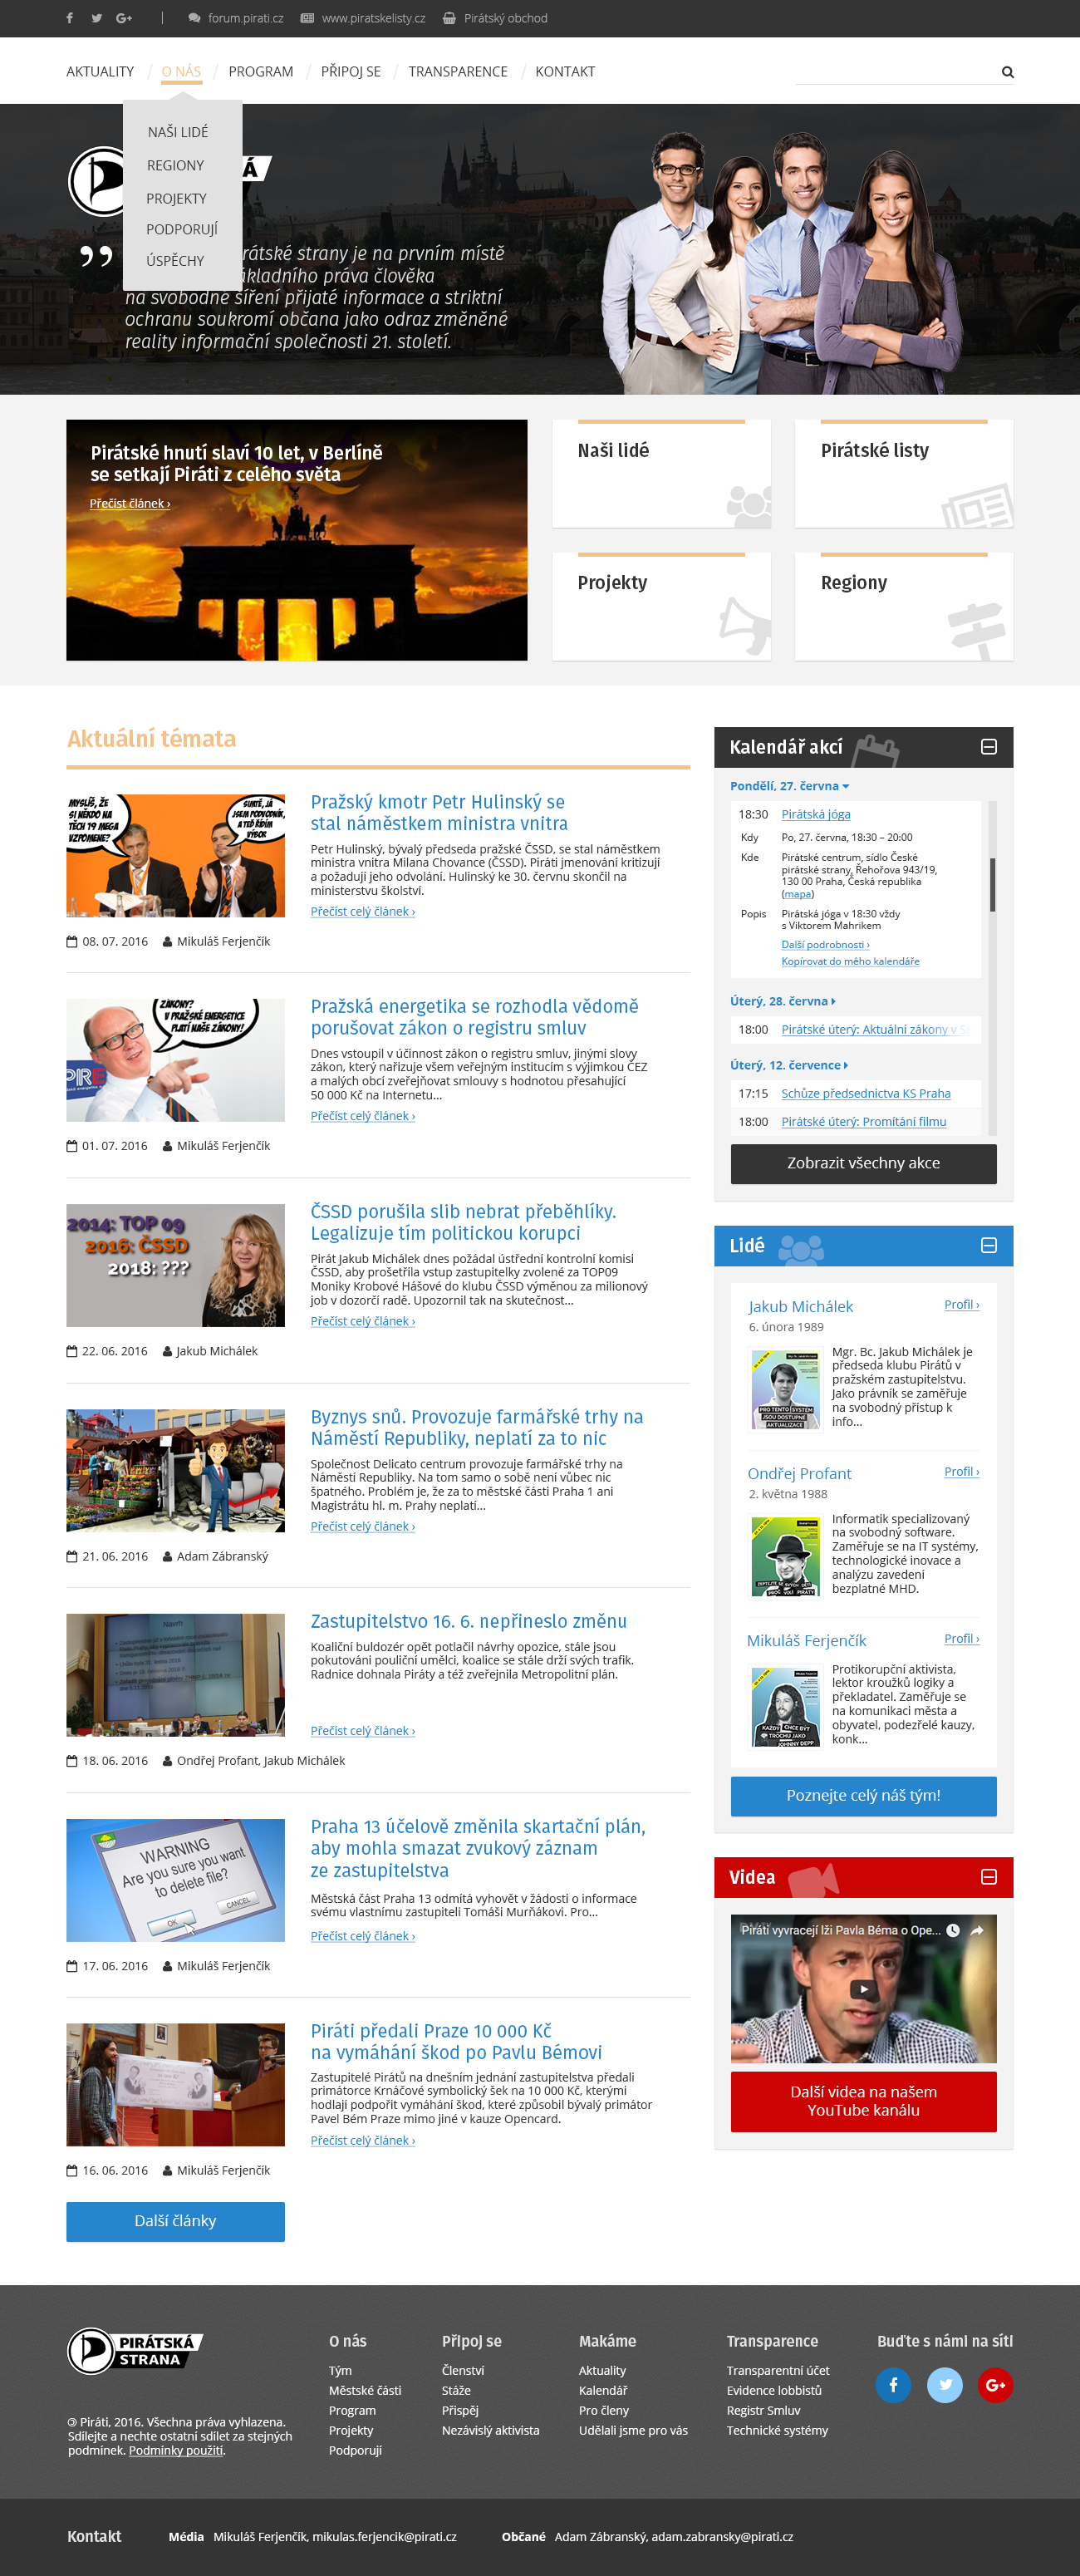 forum.pirati.cz www.piratskelisty.cz Pirátský obchod
AKTUALITY / O NÁS / PROGRAM / PŘIPOJ SE / TRANSPARENCE / KONTAKT
NAŠI LIDÉ
REGIONY
PROJEKTY
PODPORUJÍ
ÚSPĚCHY
strany je na prvním místě
ákladního práva člověka
na svobodné šíření přijaté informace a striktní
ochranu soukromí občana jako odraz změněné
reality informační společnosti 21. století.
Pirátské hnutí slaví 10 let, v Berlíně
se setkají Piráti z celého světa
Přečíst článek ›
Naši lidé
Pirátské listy
Projekty
Regiony
Aktuální témata
MYSLÍŠ, ŽE
SI NĚKDO NA
TĚCH 19 MEGA
VZPOMENE?
SURITĚ, JÁ
JSEM PODVODNÍK,
A TEĎ ŘÍDÍM
VÝBOR
Pražský kmotr Petr Hulinský se
stal náměstkem ministra vnitra
Petr Hulinský, bývalý předseda pražské ČSSD, se stal náměstkem
ministra vnitra Milana Chovance (ČSSD). Piráti jmenování kritizují
a požadují jeho odvolání. Hulinský ke 30. červnu skončil na
ministerstvu školství.
Přečíst celý článek ›
08. 07. 2016 Mikuláš Ferjenčík
ZÁKONY?
V PRAŽSKÉ ENERGETICE
PLATÍ NAŠE ZÁKONY!
Pražská energetika se rozhodla vědomě
porušovat zákon o registru smluv
Dnes vstoupil v účinnost zákon o registru smluv, jinými slovy
zákon, který nařizuje všem veřejným institucím s výjimkou ČEZ
a malých obcí zveřejňovat smlouvy s hodnotou přesahující
50 000 Kč na Internetu...
Přečíst celý článek ›
01. 07. 2016 Mikuláš Ferjenčík
2014: TOP 09
2016: ČSSD
2018: ???
ČSSD porušila slib nebrat přeběhlíky.
Legalizuje tím politickou korupci
Pirát Jakub Michálek dnes požádal ústřední kontrolní komisi
ČSSD, aby prošetřila vstup zastupitelky zvolené za TOP09
Moniky Krobové Hášové do klubu ČSSD výměnou za výnosný
job v dozorčí radě. Upozornil tak na skutečnost...
Přečíst celý článek ›
22. 06. 2016 Jakub Michálek
Byznys snů. Provozuje farmářské trhy na
Náměstí Republiky, neplatí za to nic
Společnost Delicato centrum provozuje farmářské trhy na
Náměstí Republiky. Na tom samo o sobě není vůbec nic
špatného. Problém je, že za to městské části Praha 1 ani
Magistrátu hl. m. Prahy neplatí...
Přečíst celý článek ›
21. 06. 2016 Adam Zábranský
Návrh
Zastupitelstvo 16. 6. nepřineslo změnu
Koaliční buldozér opět potlačil návrhy opozice, stále jsou
pokutováni pouliční umělci, koalice se stále drží svých trafik.
Radnice dohnala Piráty a též zveřejnila Metropolitní plán.
Přečíst celý článek ›
18. 06. 2016 Ondřej Profant, Jakub Michálek
WARNING
Are you sure you want
to delete file?
OK
CANCEL
Praha 13 účelově změnila skartační plán,
aby mohla smazat zvukový záznam
ze zastupitelstva
Městská část Praha 13 odmítá vyhovět v žádosti o informace
svému vlastnímu zastupiteli Tomáši Murňákovi. Pro...
Přečíst celý článek ›
17. 06. 2016 Mikuláš Ferjenčík
Piráti předali Praze 10 000 Kč
na vymáhání škod po Pavlu Bémovi
Zastupitelé Pirátů na dnešním jednání zastupitelstva předali
primátorce Krnáčové symbolický šek na 10 000 Kč, kterými
hodlají podpořit vymáhání škod, které způsobil bývalý primátor
Pavel Bém Praze mimo jiné v kauze Opencard.
Přečíst celý článek ›
16. 06. 2016 Mikuláš Ferjenčík
Další články
Kalendář akcí
Pondělí, 27. června
18:30 Pirátská jóga
Kdy Po, 27. června, 18:30 – 20:00
Kde Pirátské centrum, sídlo České
pirátské strany, Řehořova 943/19,
130 00 Praha, Česká republika
(mapa)
Popis Pirátská jóga v 18:30 vždy
s Viktorem Mahrikem
Další podrobnosti ›
Kopírovat do mého kalendáře
Úterý, 28. června
18:00 Pirátské úterý: Aktuální zákony v S
Úterý, 12. července
17:15 Schůze předsednictva KS Praha
18:00 Pirátské úterý: Promítání filmu
Zobrazit všechny akce
Lidé
Jakub Michálek Profil ›
6. února 1989
PRO TENTO SYSTÉM
JSOU DOSTUPNÉ
AKTUALIZACE
Mgr. Bc. Jakub Michálek je
předseda klubu Pirátů v
pražském zastupitelstvu.
Jako právník se zaměřuje
na svobodný přístup k
info...
Ondřej Profant Profil ›
2. května 1988
ZEPTEJTE SE SVÝCH DĚTÍ
PROČ VOLÍ PIRÁTY
Informatik specializovaný
na svobodný software.
Zaměřuje se na IT systémy,
technologické inovace a
analýzu zavedení
bezplatné MHD.
Mikuláš Ferjenčík Profil ›
KAŽDÝ CHCE BÝT
TROCHU JAKO
JOHNNY DEPP
Protikorupční aktivista,
lektor kroužků logiky a
překladatel. Zaměřuje se
na komunikaci města a
obyvatel, podezřelé kauzy,
konk...
Poznejte celý náš tým!
Videa
Piráti vyvracejí lži Pavla Béma o Ope...
Další videa na našem
YouTube kanálu
PIRÁTSKÁ
STRANA
Piráti, 2016. Všechna práva vyhlazena.
Sdílejte a nechte ostatní sdílet za stejných
podmínek. Podmínky použití.
O nás
Tým
Městské části
Program
Projekty
Podporují
Připoj se
Členství
Stáže
Přispěj
Nezávislý aktivista
Makáme
Aktuality
Kalendář
Pro členy
Udělali jsme pro vás
Transparence
Transparentní účet
Evidence lobbistů
Registr Smluv
Technické systémy
Buďte s námi na síti
Kontakt Média Mikuláš Ferjenčík, mikulas.ferjencik@pirati.cz Občané Adam Zábranský, adam.zabransky@pirati.cz